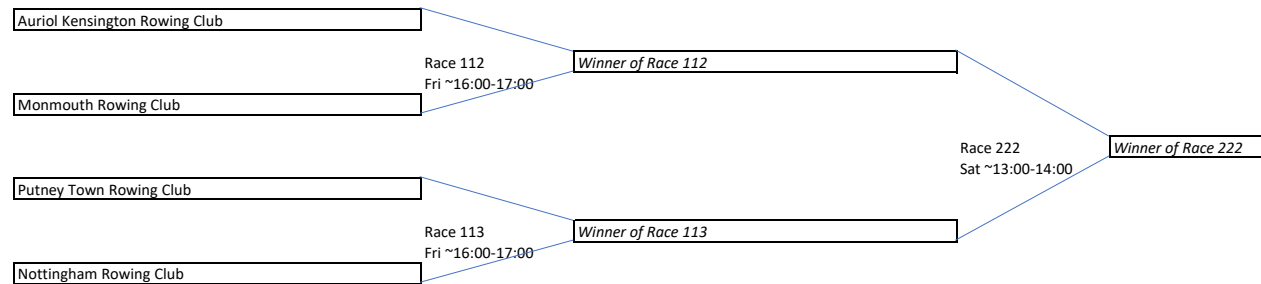 Auriol Kensington Rowing Club
Race 112
Fri ~16:00-17:00
Winner of Race 112
Monmouth Rowing Club
Race 222
Sat ~13:00-14:00
Winner of Race 222
Putney Town Rowing Club
Race 113
Fri ~16:00-17:00
Winner of Race 113
Nottingham Rowing Club